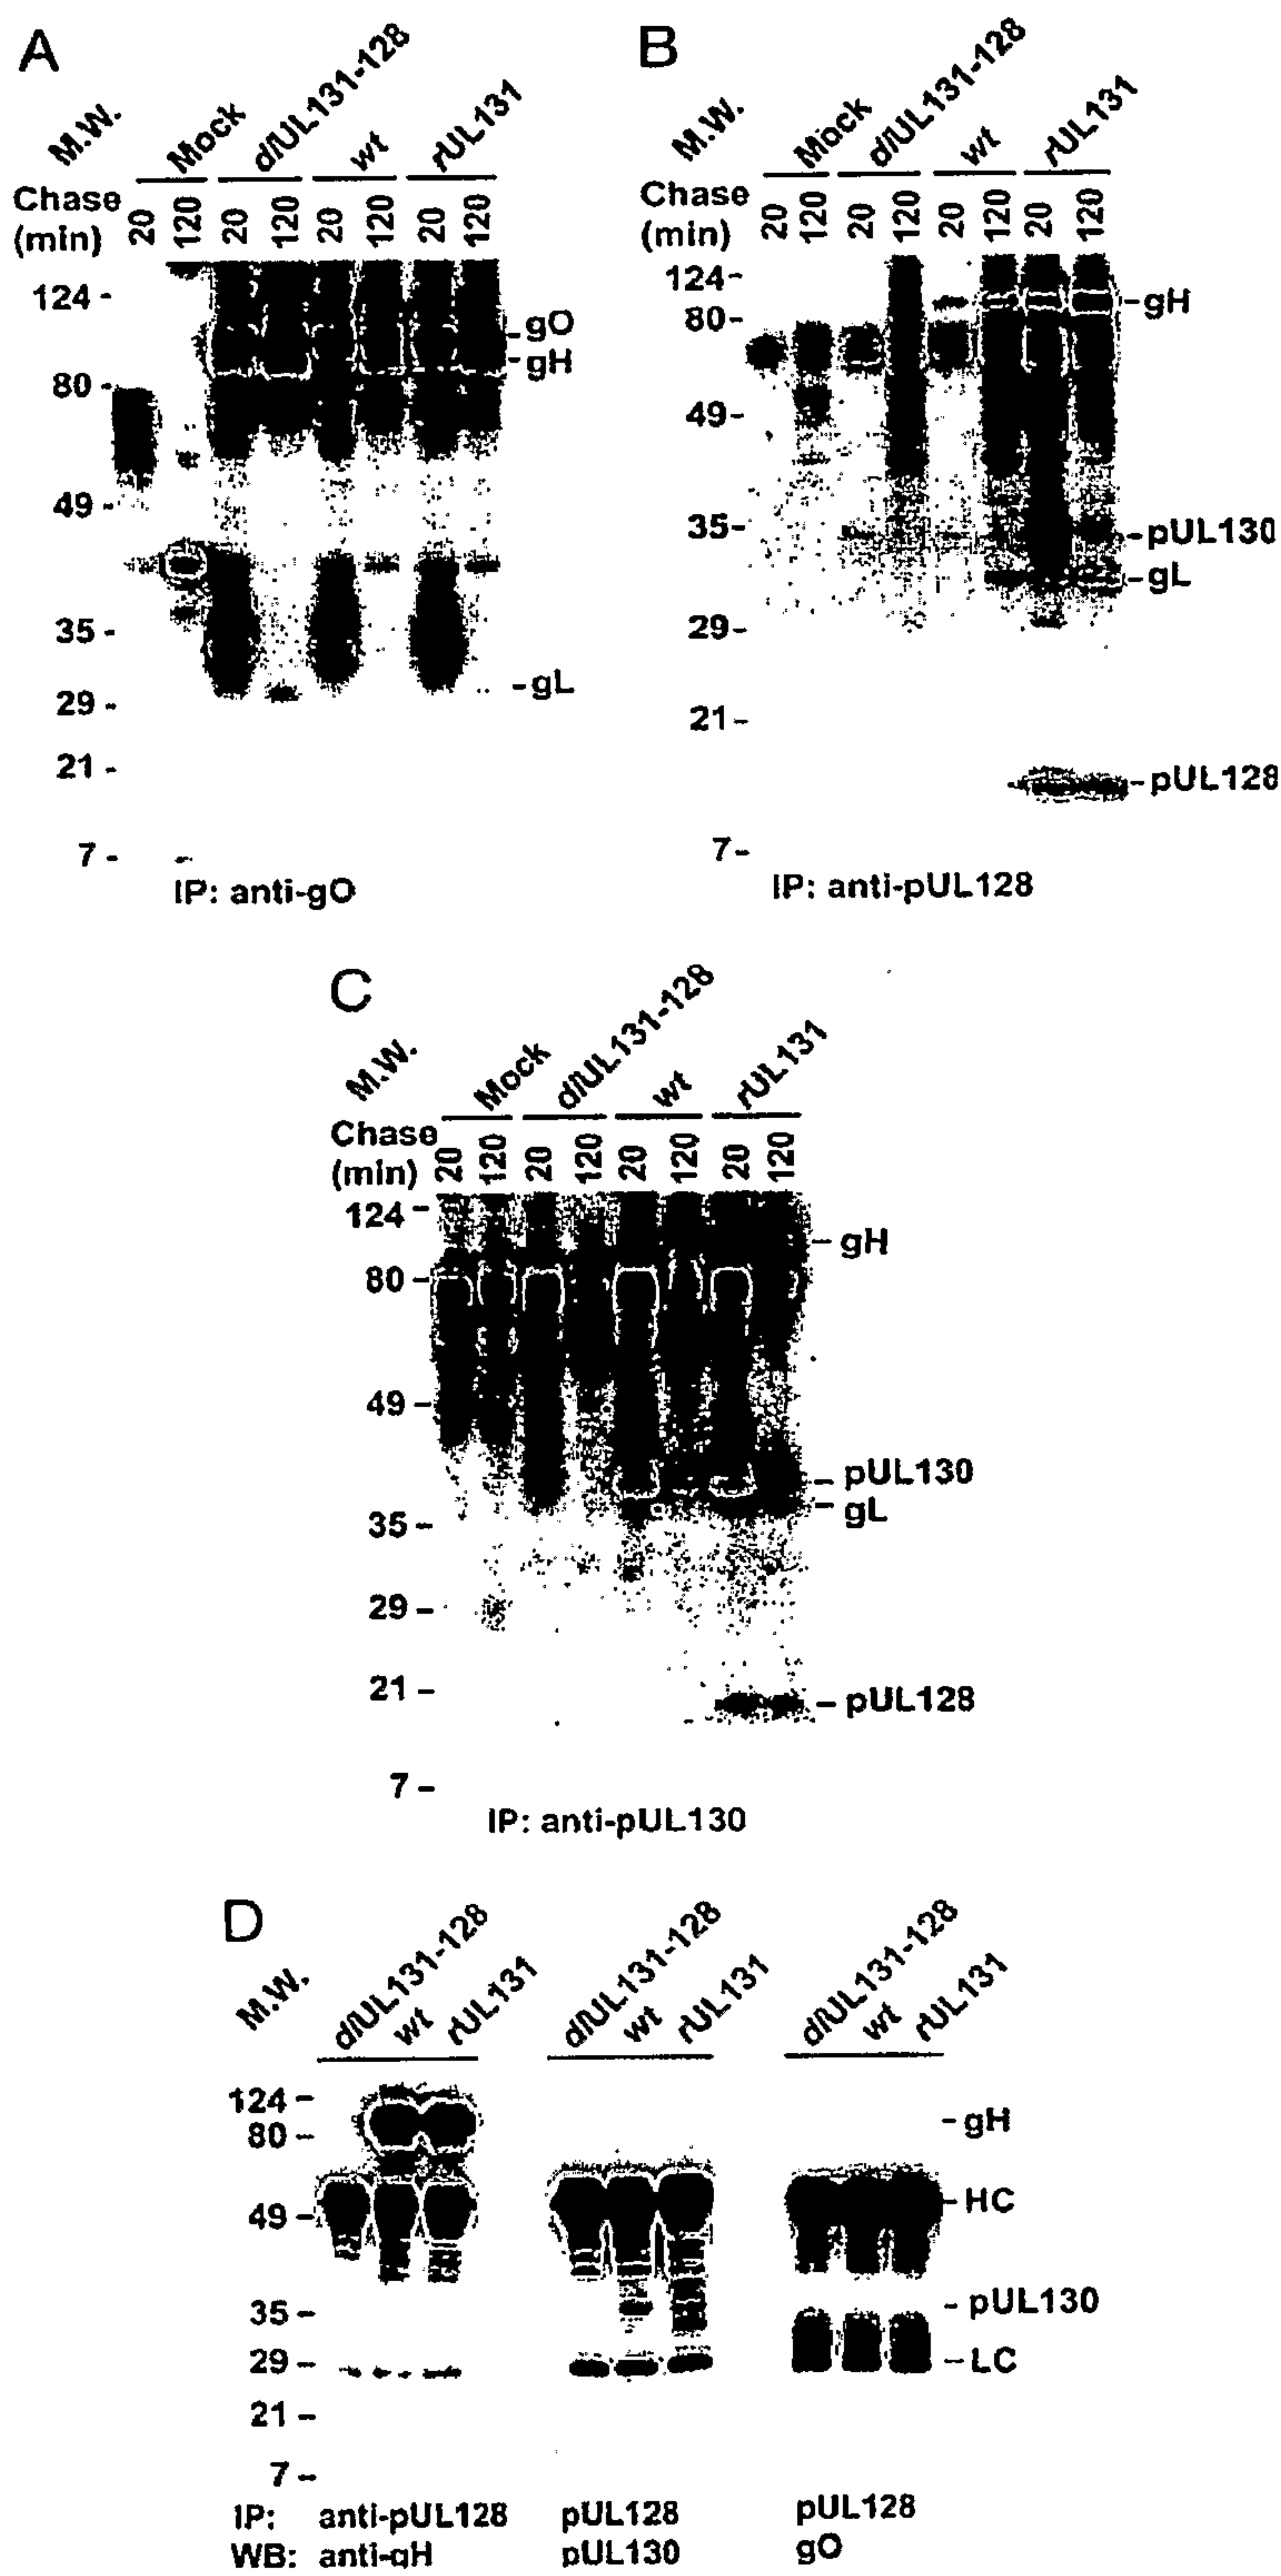 A
M.W. Mock dlUL131-128 wt rUL131
Chase (min) 20 120 20 120 20 120 20 120
124
gO
gH
80
49
35
gL
29
21
7
IP: anti-gO
B
M.W. Mock dlUL131-128 wt rUL131
Chase (min) 20 120 20 120 20 120 20 120
124
gH
80
49
35
pUL130
gL
29
21
pUL128
7
IP: anti-pUL128
C
M.W. Mock dlUL131-128 wt rUL131
Chase (min) 20 120 20 120 20 120 20 120
124
gH
80
49
pUL130
gL
35
29
21
pUL128
7
IP: anti-pUL130
D
M.W. dlUL131-128 wt rUL131 dlUL131-128 wt rUL131 dlUL131-128 wt rUL131
124
gH
80
HC
49
pUL130
35
29
LC
21
7
IP: anti-pUL128 pUL128 pUL128
WB: anti-gH pUL130 gO